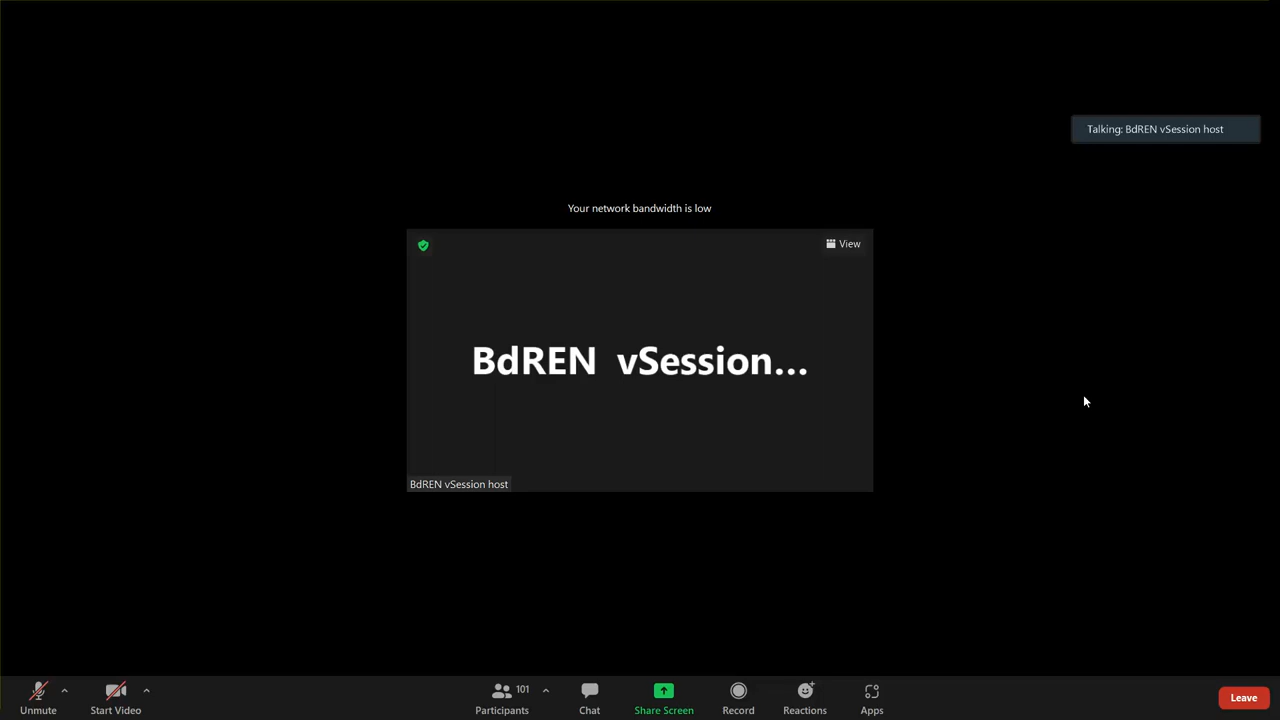 Talking: BdREN vSession host
Your network bandwidth is low
View
BdREN vSession...
BdREN vSession host
Unmute
Start Video
101
Participants
Chat
Share Screen
Record
Reactions
Apps
Leave